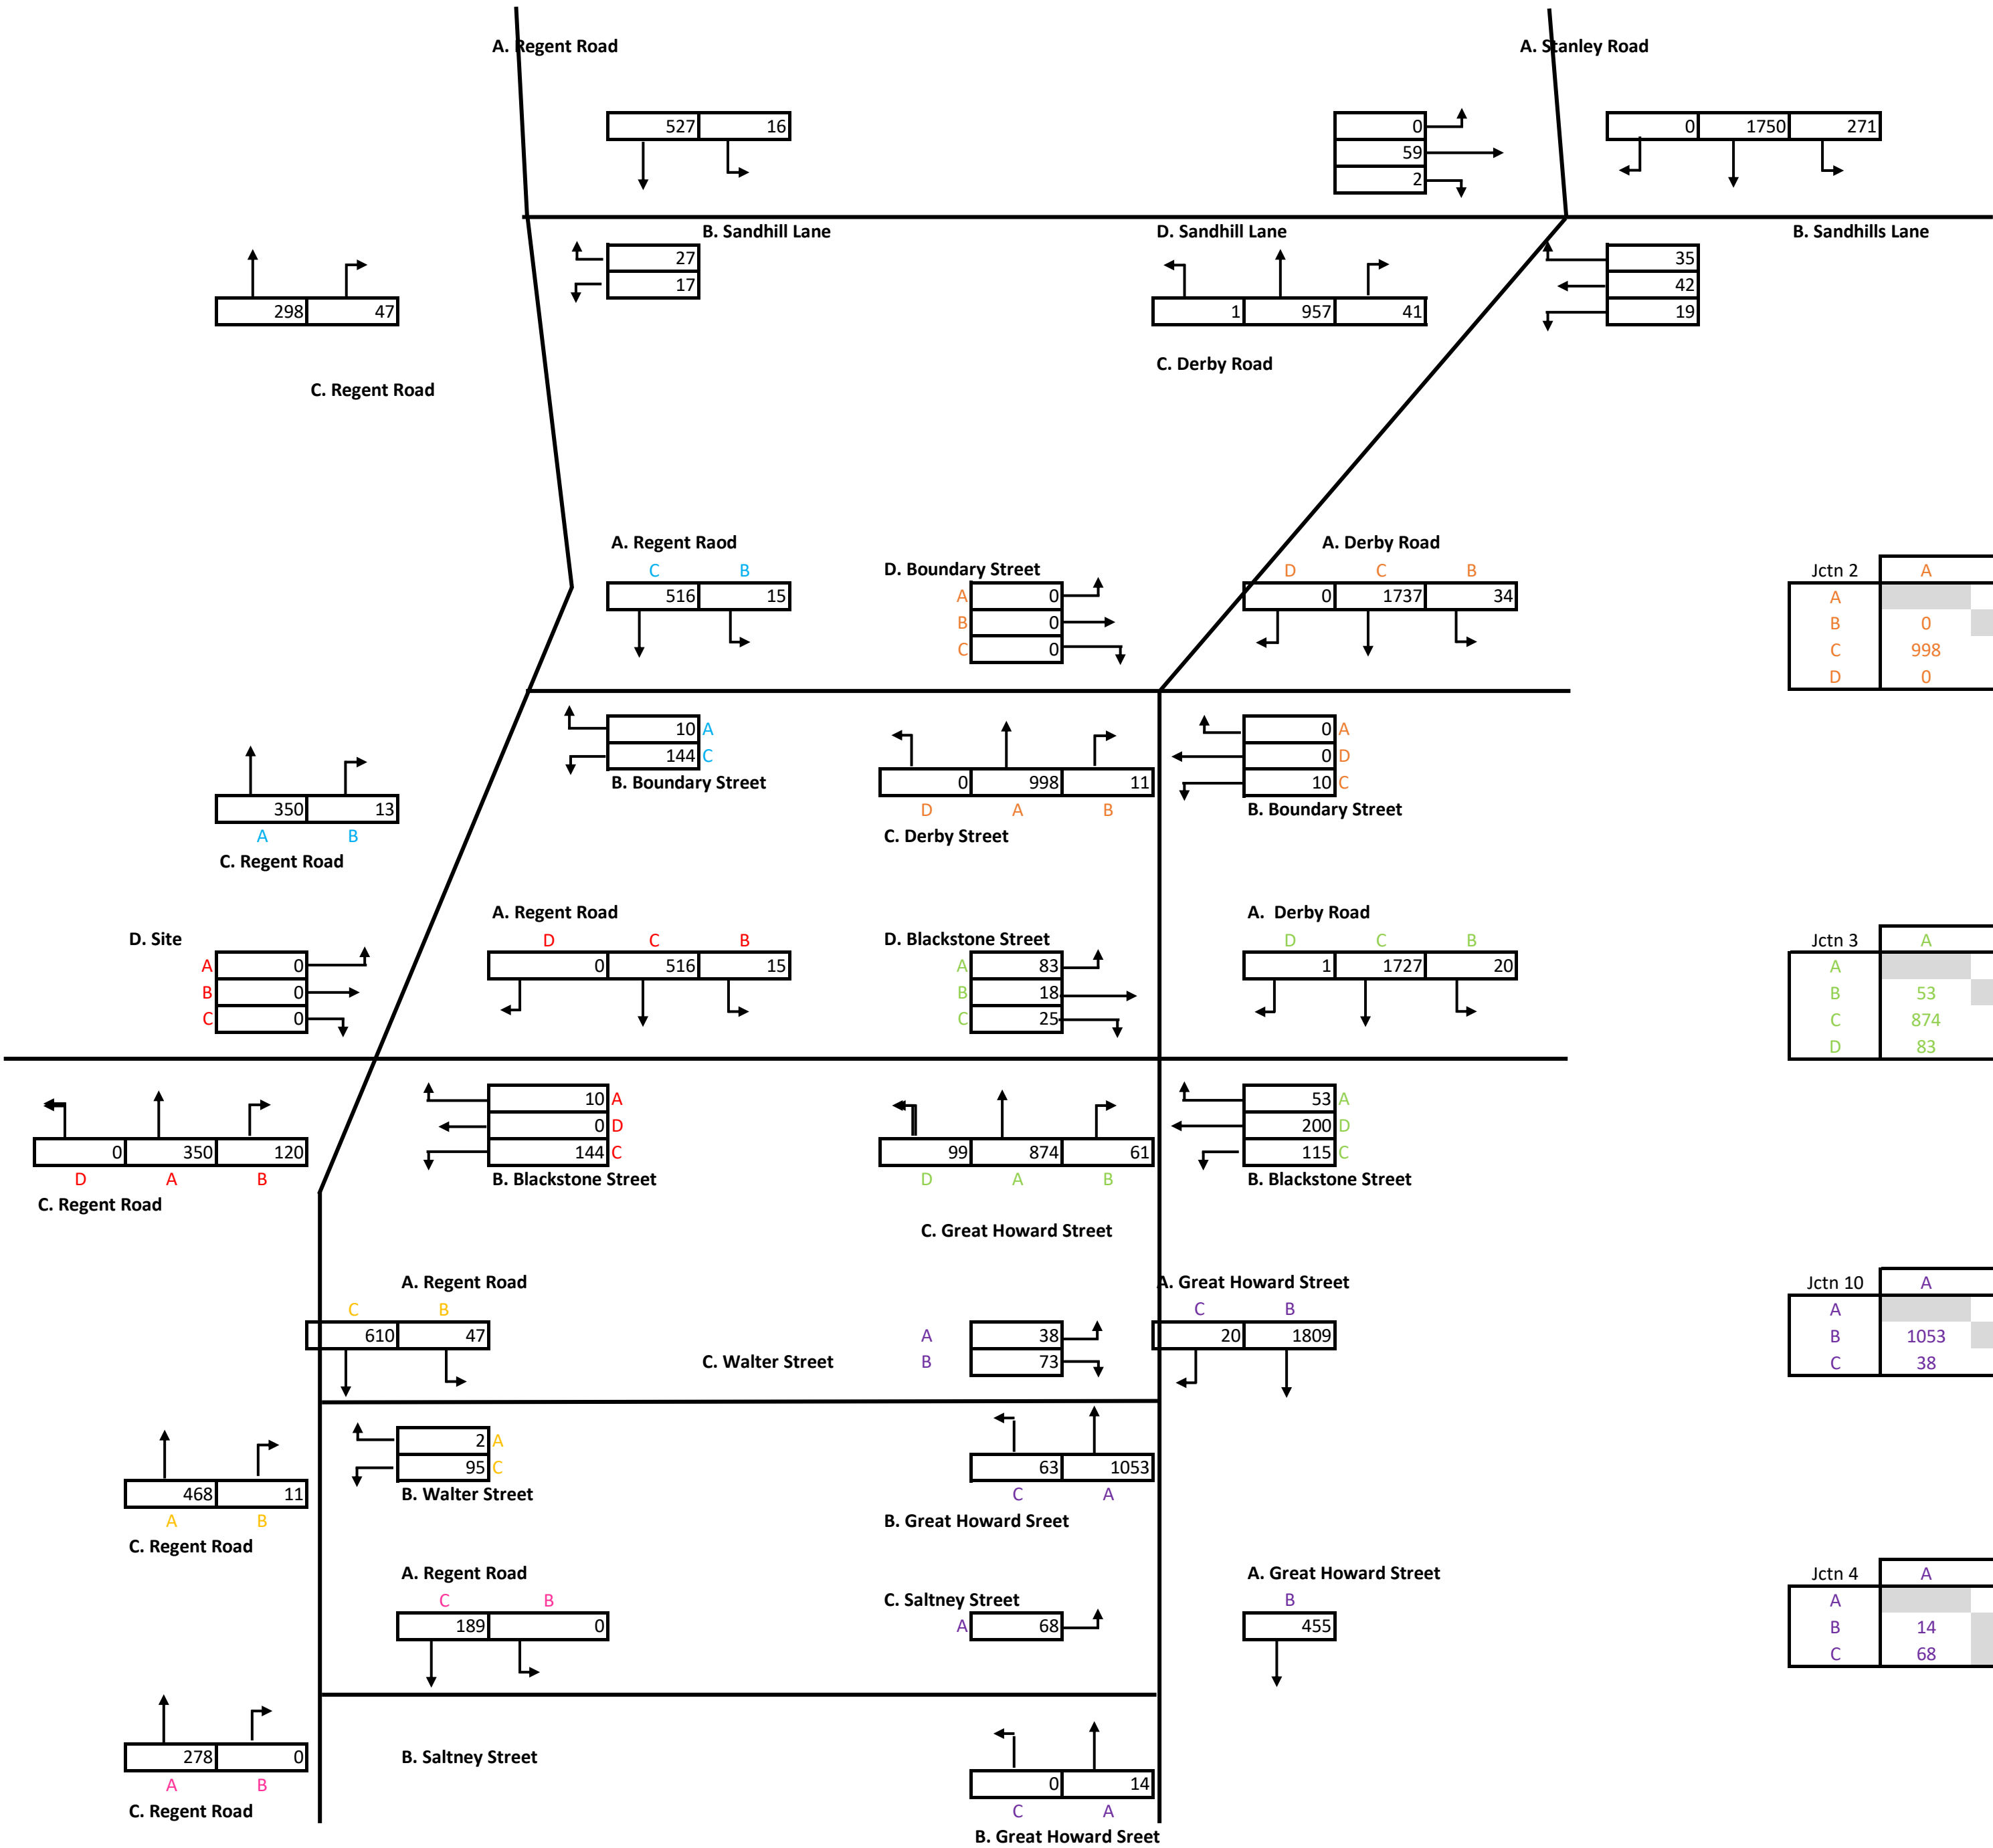 A. Regent Road
A. Stanley Road
527 16
0
59
2
0 1750 271
B. Sandhill Lane
D. Sandhill Lane
B. Sandhills Lane
27
17
298 47
1 957 41
35
42
19
C. Regent Road
C. Derby Road
A. Regent Raod
C B
516 15
D. Boundary Street
A 0
B 0
C 0
A. Derby Road
D C B
0 1737 34
Jctn 2 A
A
B 0
C 998
D 0
10 A
144 C
B. Boundary Street
350 13
A B
C. Regent Road
0 998 11
D A B
C. Derby Street
0 A
0 D
10 C
B. Boundary Street
D. Site
A 0
B 0
C 0
A. Regent Road
D C B
0 516 15
D. Blackstone Street
A 83
B 18
C 25
A. Derby Road
D C B
1 1727 20
Jctn 3 A
A
B 53
C 874
D 83
0 350 120
D A B
C. Regent Road
10 A
0 D
144 C
B. Blackstone Street
99 874 61
D A B
C. Great Howard Street
53 A
200 D
115 C
B. Blackstone Street
A. Regent Road
C B
610 47
C. Walter Street
A 38
B 73
A. Great Howard Street
C B
20 1809
Jctn 10 A
A
B 1053
C 38
468 11
A B
C. Regent Road
2 A
95 C
B. Walter Street
63 1053
C A
B. Great Howard Sreet
A. Regent Road
C B
189 0
C. Saltney Street
A 68
A. Great Howard Street
B
455
Jctn 4 A
A
B 14
C 68
278 0
A B
C. Regent Road
B. Saltney Street
0 14
C A
B. Great Howard Sreet